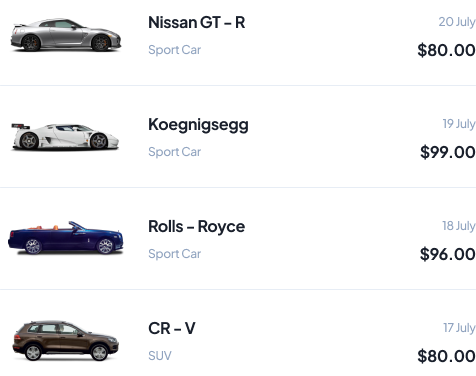 Nissan GT - R
20 July
Sport Car
$80.00
Koegnigsegg
19 July
Sport Car
$99.00
Rolls - Royce
18 July
Sport Car
$96.00
CR - V
17 July
SUV
$80.00